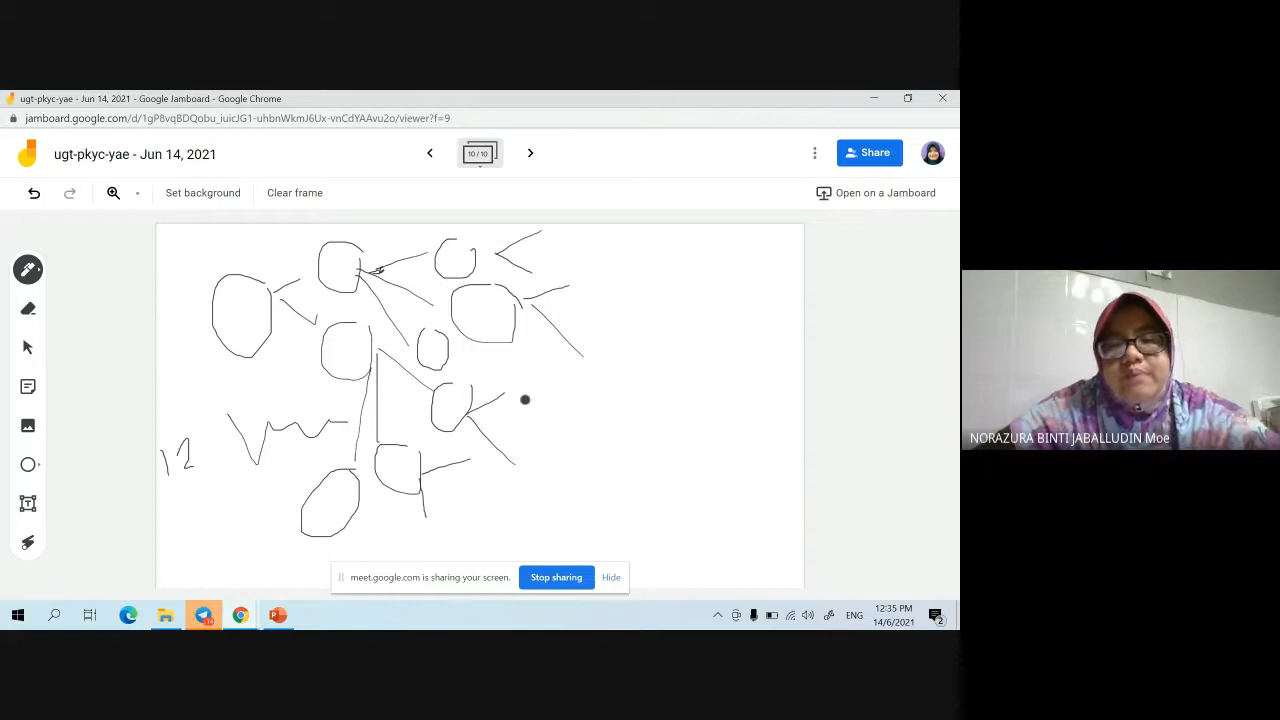 ugt-pkyc-yae - Jun 14, 2021 - Google Jamboard - Google Chrome
jamboard.google.com/d/1gP8vqBDQobu_iuicJG1-uhbnWkmJ6Ux-vnCdYAAvu2o/viewer?f=9
ugt-pkyc-yae - Jun 14, 2021
10 / 10
Share
Set background
Clear frame
Open on a Jamboard
12
NORAZURA BINTI JABALLUDIN Moe
meet.google.com is sharing your screen.
Stop sharing
Hide
ENG
12:35 PM
14/6/2021
2